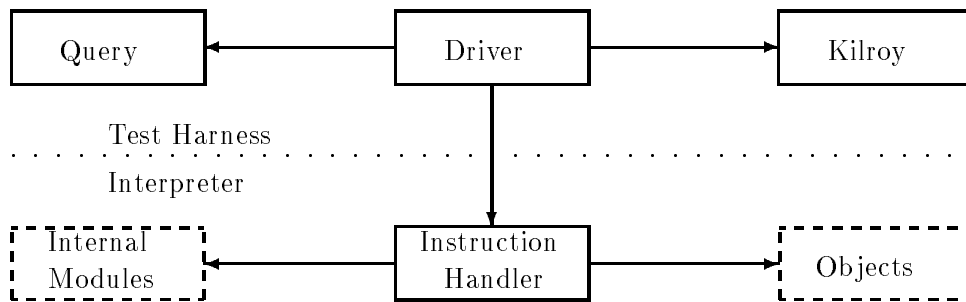 Query
Driver
Kilroy
Test Harness
Interpreter
Internal
Modules
Instruction
Handler
Objects